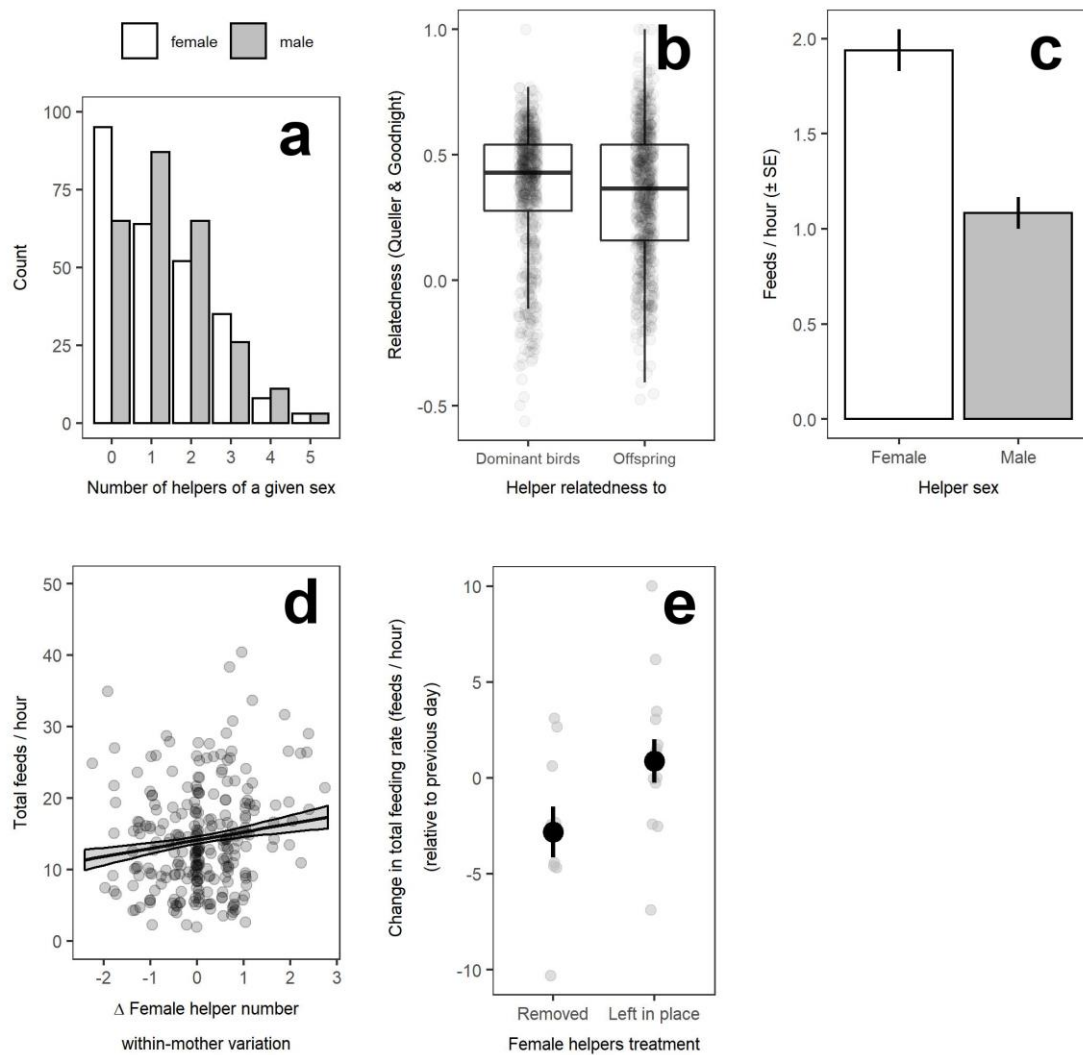 female male
a
Count
100
75
50
25
0
0 1 2 3 4 5
Number of helpers of a given sex
b
Relatedness (Queller & Goodnight)
1.0
0.5
0.0
-0.5
Dominant birds Offspring
Helper relatedness to
c
Feeds / hour (± SE)
2.0
1.5
1.0
0.5
0.0
Female Male
Helper sex
d
Total feeds / hour
50
40
30
20
10
0
-2 -1 0 1 2 3
Δ Female helper number
within-mother variation
e
Change in total feeding rate (feeds / hour)
(relative to previous day)
10
5
0
-5
-10
Removed Left in place
Female helpers treatment